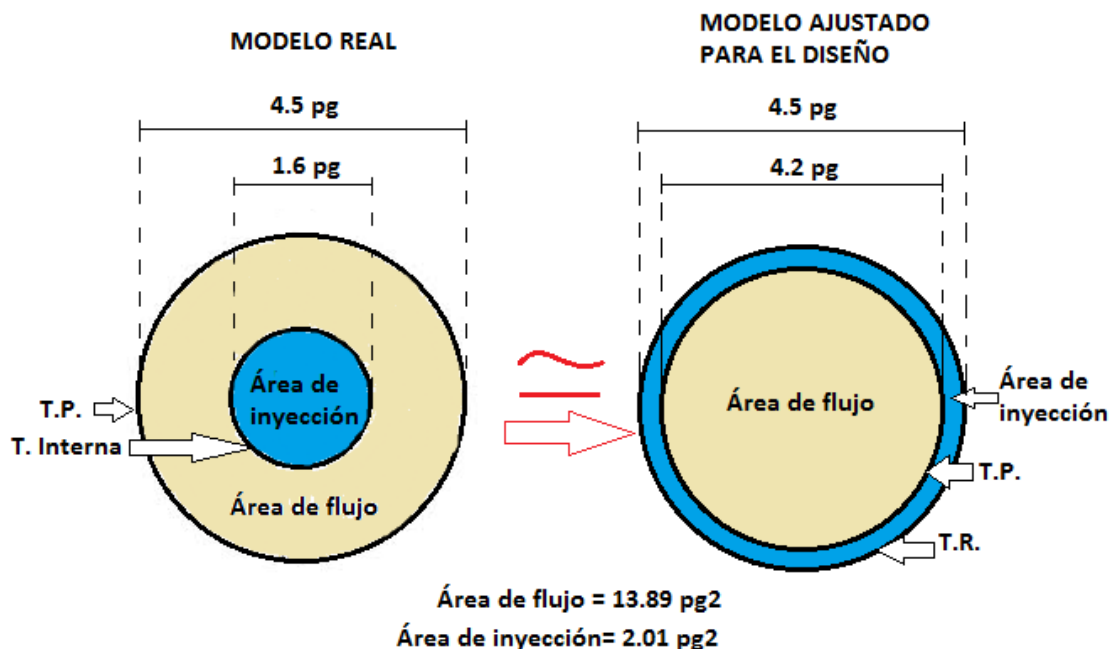 MODELO REAL
4.5 pg
1.6 pg
Área de
inyección
T.P.
T. Interna
Área de flujo
MODELO AJUSTADO
PARA EL DISEÑO
4.5 pg
4.2 pg
Área de flujo
Área de
inyección
T.P.
T.R.
Área de flujo = 13.89 pg2
Área de inyección= 2.01 pg2